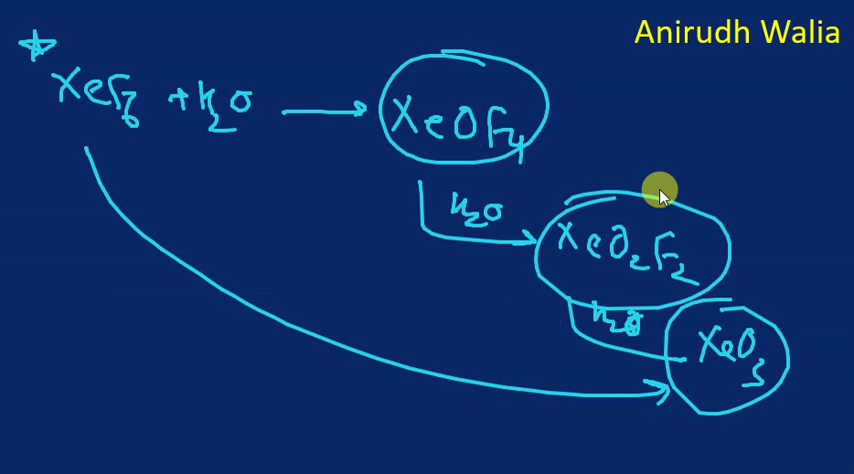 Anirudh Walia
XeF6 + H2O → XeOF4
H2O
XeO2F2
H2O
XeO3